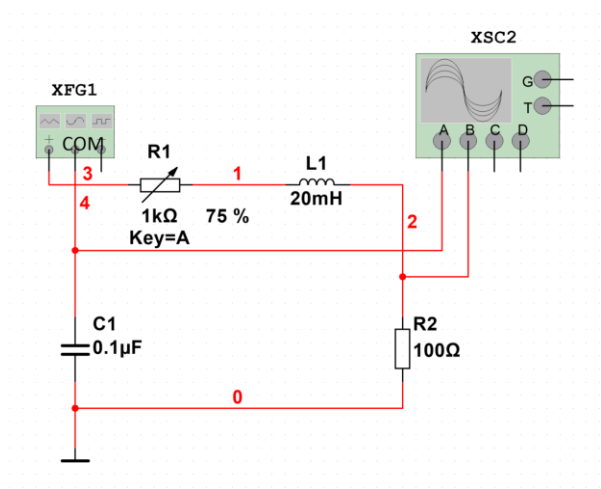 XSC2
G
T
A B C D
XFG1
COM
R1
L1
3
1
4
20mH
1kΩ 75 %
Key=A
2
C1
0.1µF
R2
100Ω
0